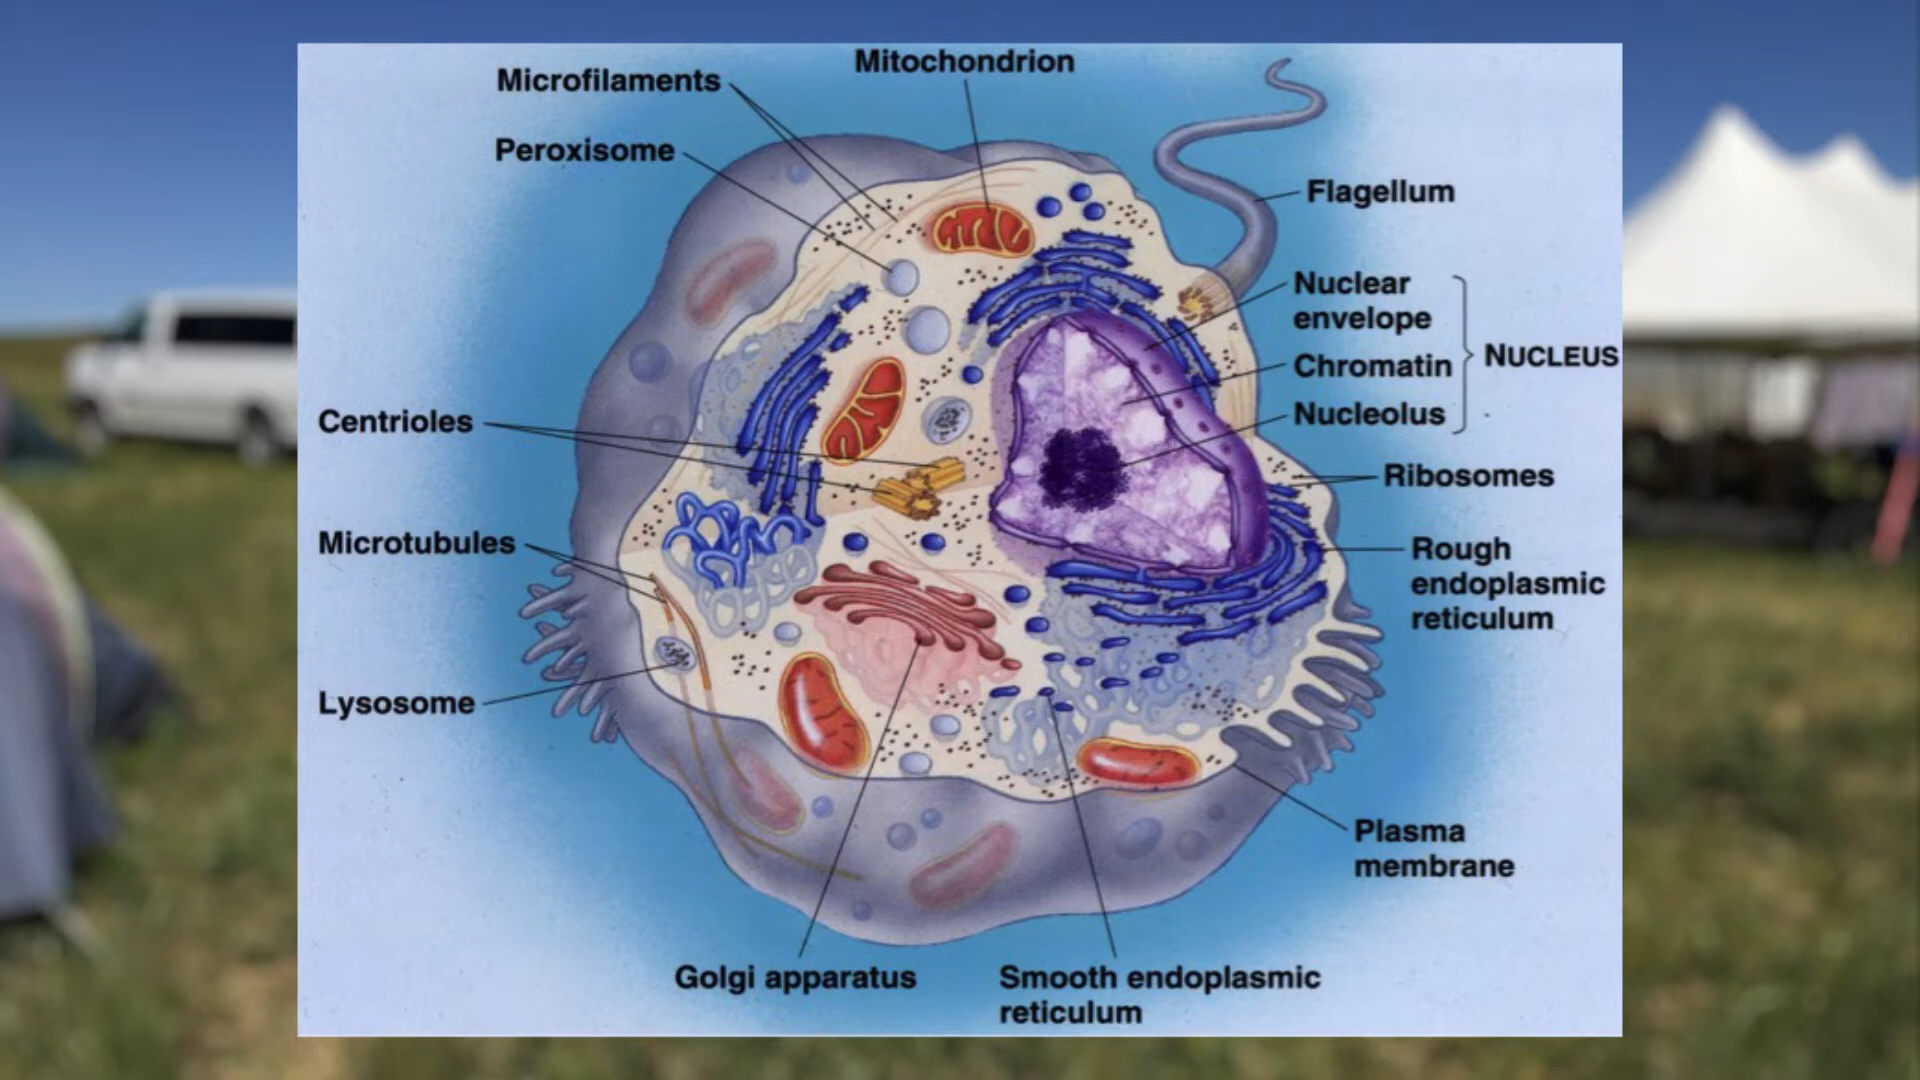 Mitochondrion
Microfilaments
Peroxisome
Flagellum
Nuclear
envelope
Chromatin
NUCLEUS
Nucleolus
Centrioles
Ribosomes
Microtubules
Rough
endoplasmic
reticulum
Lysosome
Plasma
membrane
Golgi apparatus
Smooth endoplasmic
reticulum